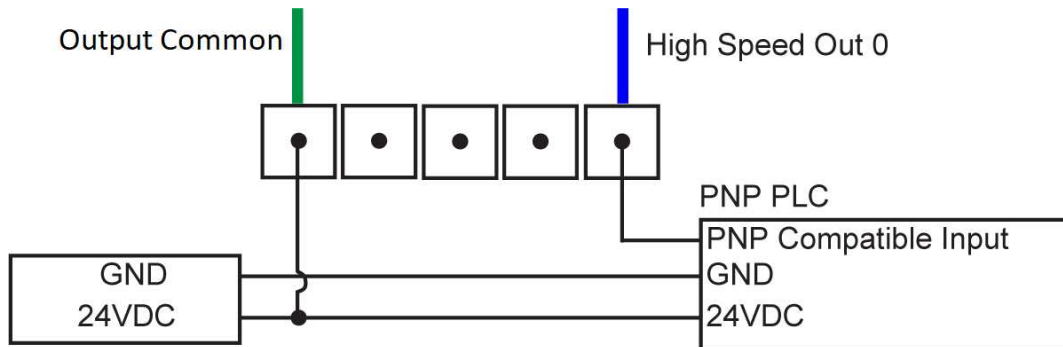 Output Common
High Speed Out 0
PNP PLC
PNP Compatible Input
GND
GND
24VDC
24VDC